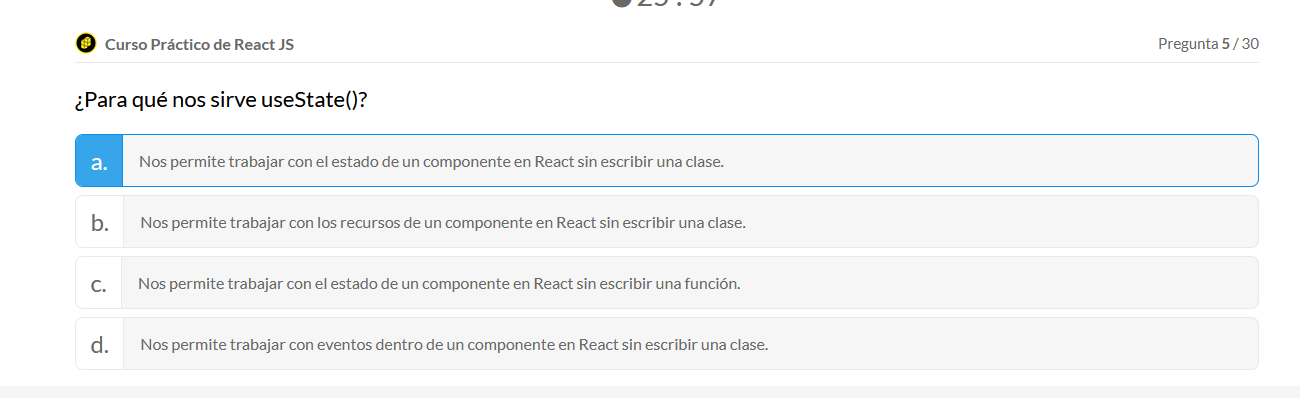 Curso Práctico de React JS
Pregunta 5 / 30
¿Para qué nos sirve useState()?
a. Nos permite trabajar con el estado de un componente en React sin escribir una clase.
b. Nos permite trabajar con los recursos de un componente en React sin escribir una clase.
c. Nos permite trabajar con el estado de un componente en React sin escribir una función.
d. Nos permite trabajar con eventos dentro de un componente en React sin escribir una clase.